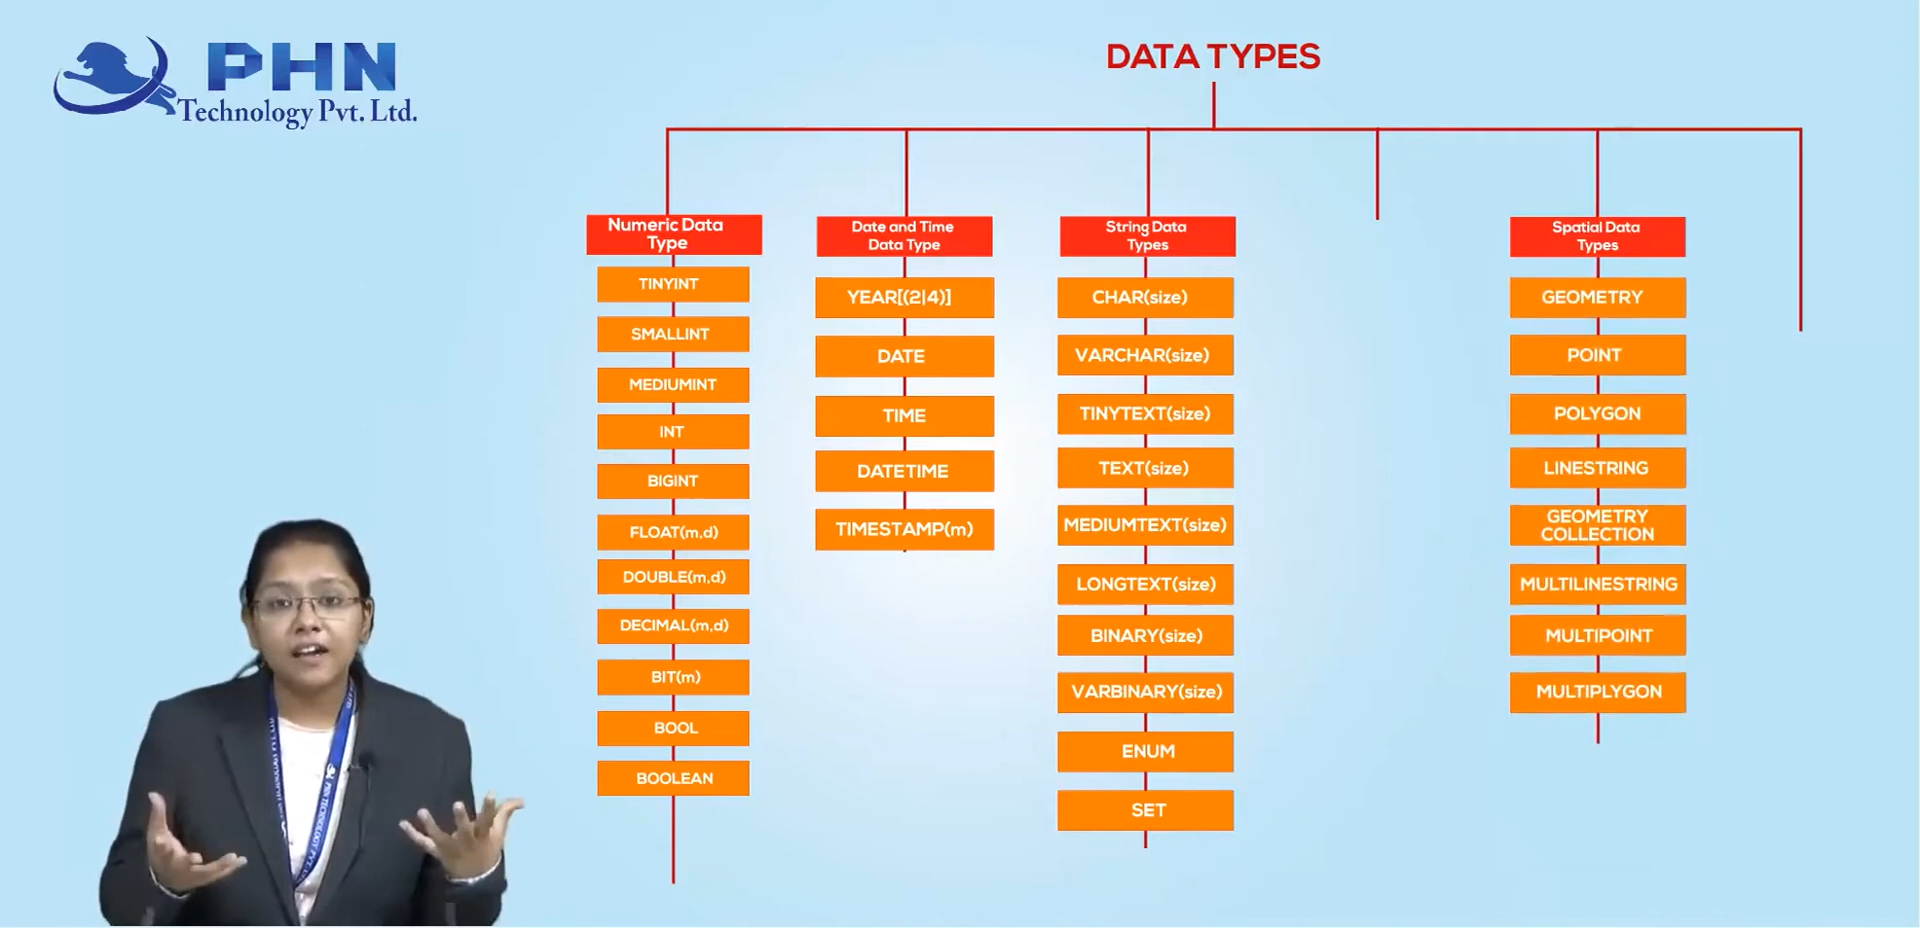 PHN
Technology Pvt. Ltd.
DATA TYPES
Numeric Data
Type
TINYINT
SMALLINT
MEDIUMINT
INT
BIGINT
FLOAT(m,d)
DOUBLE(m,d)
DECIMAL(m,d)
BIT(m)
BOOL
BOOLEAN
Date and Time
Data Type
YEAR[(2|4)]
DATE
TIME
DATETIME
TIMESTAMP(m)
String Data
Types
CHAR(size)
VARCHAR(size)
TINYTEXT(size)
TEXT(size)
MEDIUMTEXT(size)
LONGTEXT(size)
BINARY(size)
VARBINARY(size)
ENUM
SET
Spatial Data
Types
GEOMETRY
POINT
POLYGON
LINESTRING
GEOMETRY
COLLECTION
MULTILINESTRING
MULTIPOINT
MULTIPLYGON